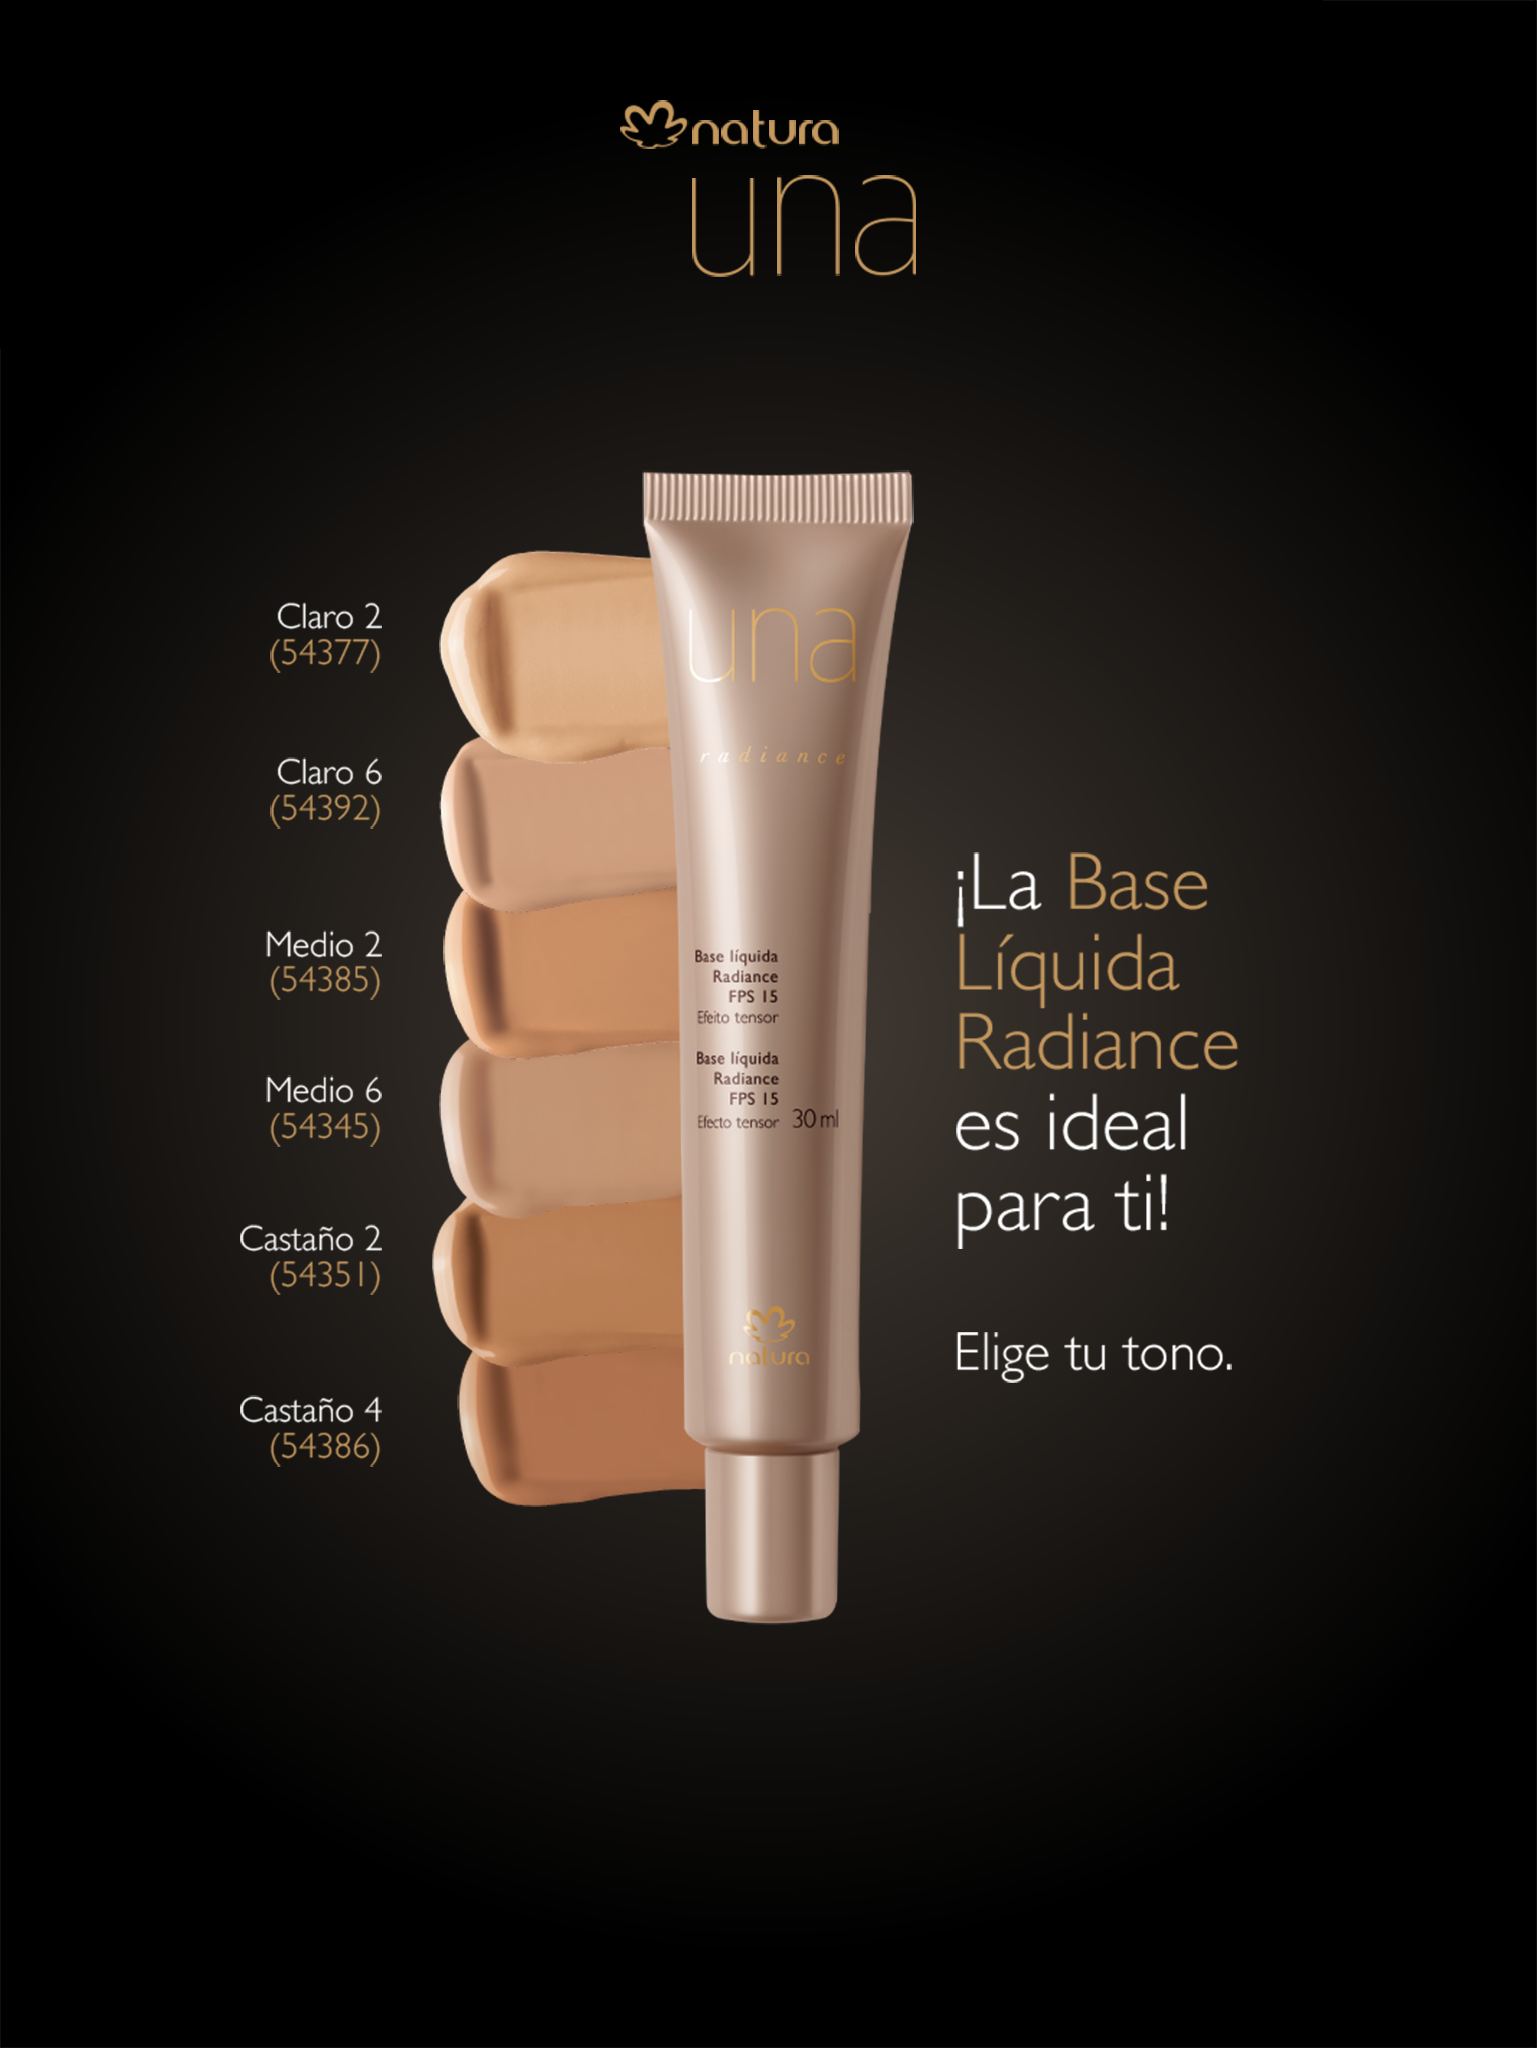 natura
una
Claro 2
(54377)
Claro 6
(54392)
Medio 2
(54385)
Medio 6
(54345)
Castaño 2
(54351)
Castaño 4
(54386)
una
radiance
Base líquida
Radiance
FPS 15
Efeito tensor
Base líquida
Radiance
FPS 15
Efecto tensor 30 ml
natura
¡La Base
Líquida
Radiance
es ideal
para ti!
Elige tu tono.